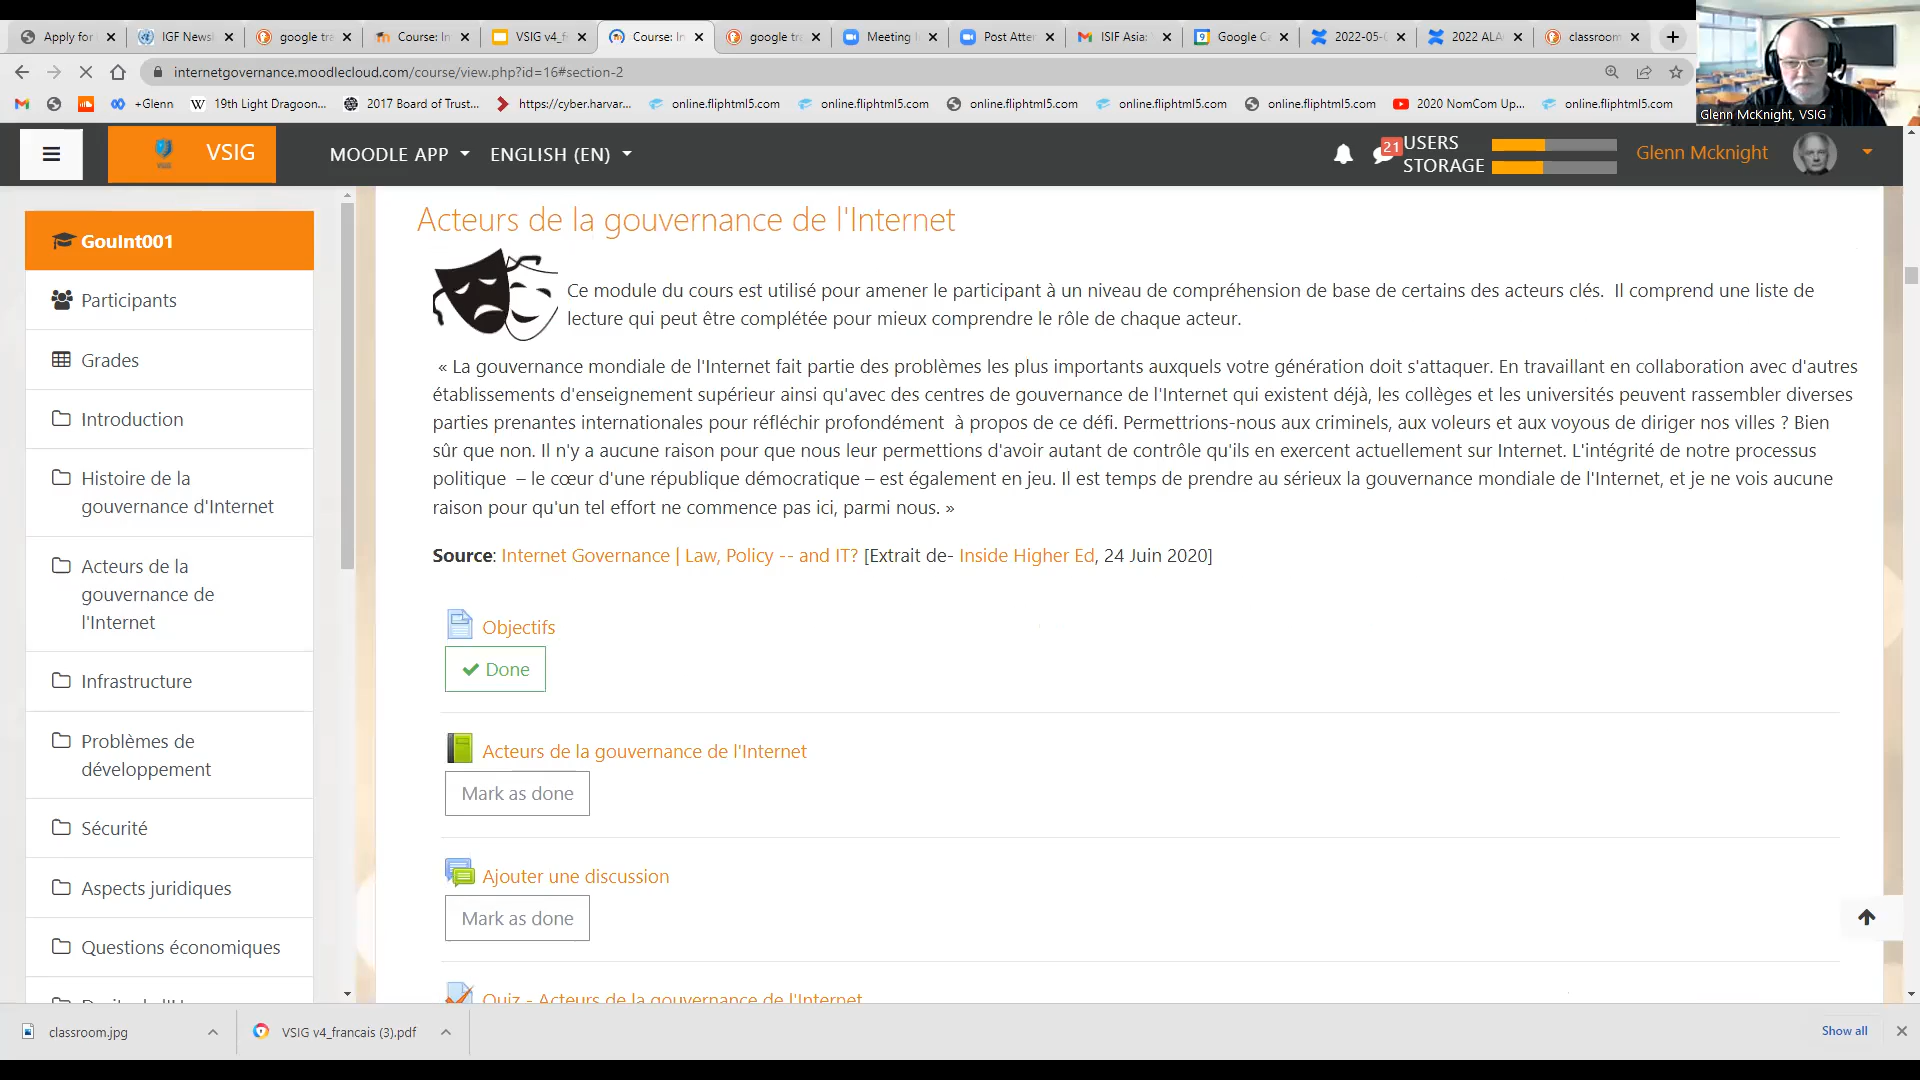 Apply for
IGF News
google tra
Course: In
VSIG v4_f
Course: In
google tra
Meeting
Post Atten
ISIF Asia:
Google Ca
2022-05-
2022 ALA
classroom
internetgovernance.moodlecloud.com/course/view.php?id=16#section-2
+Glenn
19th Light Dragoon...
2017 Board of Trust...
https://cyber.harvar...
online.fliphtml5.com
online.fliphtml5.com
online.fliphtml5.com
online.fliphtml5.com
online.fliphtml5.com
2020 NomCom Up...
online.fliphtml5.com
Glenn McKnight, VSIG
VSIG
MOODLE APP
ENGLISH (EN)
21
USERS
STORAGE
Glenn Mcknight
GouInt001
Participants
Grades
Introduction
Histoire de la
gouvernance d'Internet
Acteurs de la
gouvernance de
l'Internet
Infrastructure
Problèmes de
développement
Sécurité
Aspects juridiques
Questions économiques
Acteurs de la gouvernance de l'Internet
Ce module du cours est utilisé pour amener le participant à un niveau de compréhension de base de certains des acteurs clés. Il comprend une liste de
lecture qui peut être complétée pour mieux comprendre le rôle de chaque acteur.
« La gouvernance mondiale de l'Internet fait partie des problèmes les plus importants auxquels votre génération doit s'attaquer. En travaillant en collaboration avec d'autres
établissements d'enseignement supérieur ainsi qu'avec des centres de gouvernance de l'Internet qui existent déjà, les collèges et les universités peuvent rassembler diverses
parties prenantes internationales pour réfléchir profondément à propos de ce défi. Permettrions-nous aux criminels, aux voleurs et aux voyous de diriger nos villes ? Bien
sûr que non. Il n'y a aucune raison pour que nous leur permettions d'avoir autant de contrôle qu'ils en exercent actuellement sur Internet. L'intégrité de notre processus
politique – le cœur d'une république démocratique – est également en jeu. Il est temps de prendre au sérieux la gouvernance mondiale de l'Internet, et je ne vois aucune
raison pour qu'un tel effort ne commence pas ici, parmi nous. »
Source: Internet Governance | Law, Policy -- and IT? [Extrait de- Inside Higher Ed, 24 Juin 2020]
Objectifs
Done
Acteurs de la gouvernance de l'Internet
Mark as done
Ajouter une discussion
Mark as done
Quiz - Acteurs de la gouvernance de l'Internet
classroom.jpg
VSIG v4_francais (3).pdf
Show all